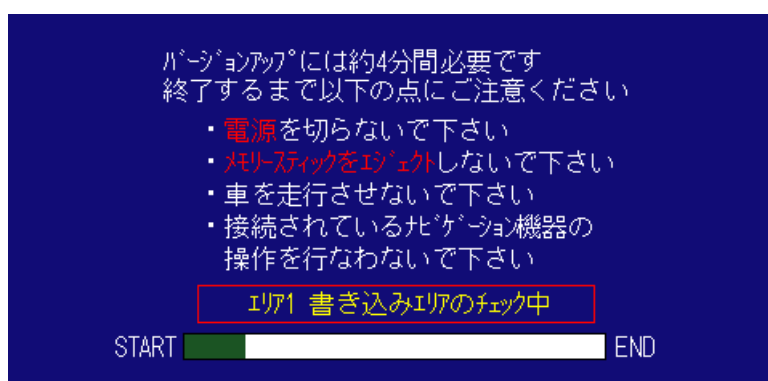 ﾊﾞｰｼﾞｮﾝｱｯﾌﾟには約4分間必要です
終了するまで以下の点にご注意ください
・電源を切らないで下さい
・ﾒﾓﾘｰｽﾃｨｯｸをｴｼﾞｪｸﾄしないで下さい
・車を走行させないで下さい
・接続されているﾅﾋﾞｹﾞｰｼｮﾝ機器の
操作を行なわないで下さい
ｴﾘｱ1 書き込みｴﾘｱのﾁｪｯｸ中
START END